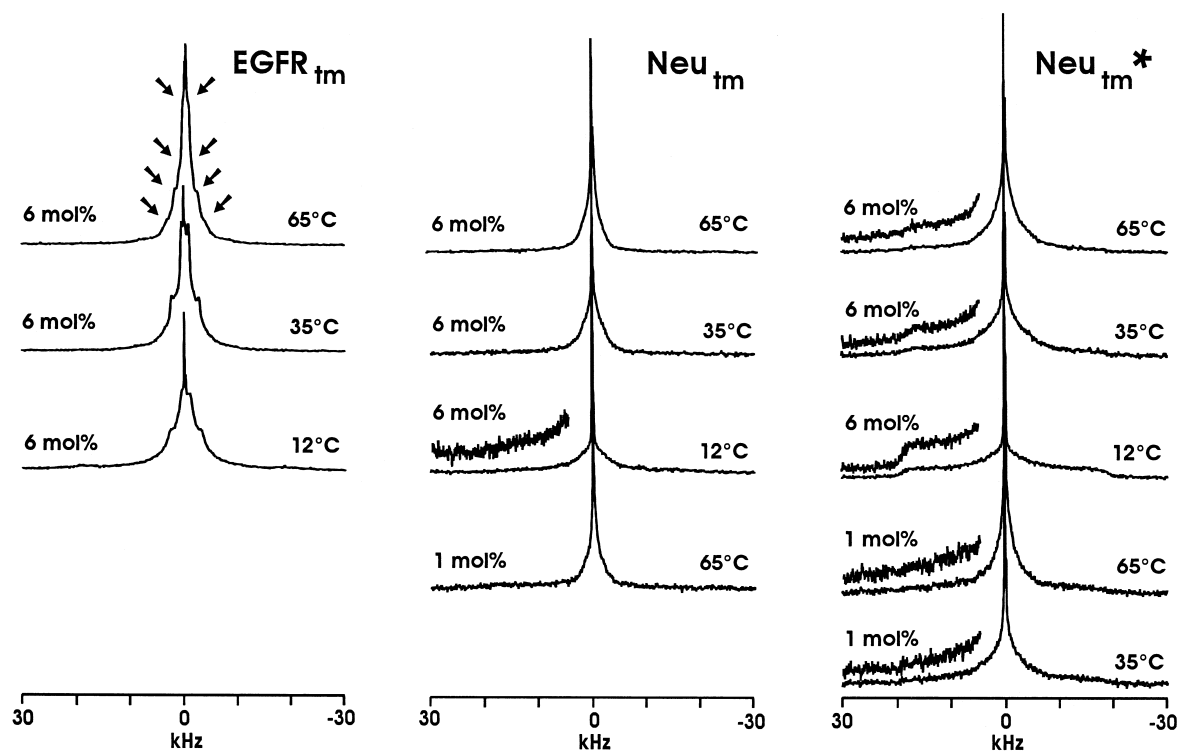 EGFR tm
6 mol% 65°C
6 mol% 35°C
6 mol% 12°C
30 0 -30
kHz
Neu tm
6 mol% 65°C
6 mol% 35°C
6 mol% 12°C
1 mol% 65°C
30 0 -30
kHz
Neu tm*
6 mol% 65°C
6 mol% 35°C
6 mol% 12°C
1 mol% 65°C
1 mol% 35°C
30 0 -30
kHz